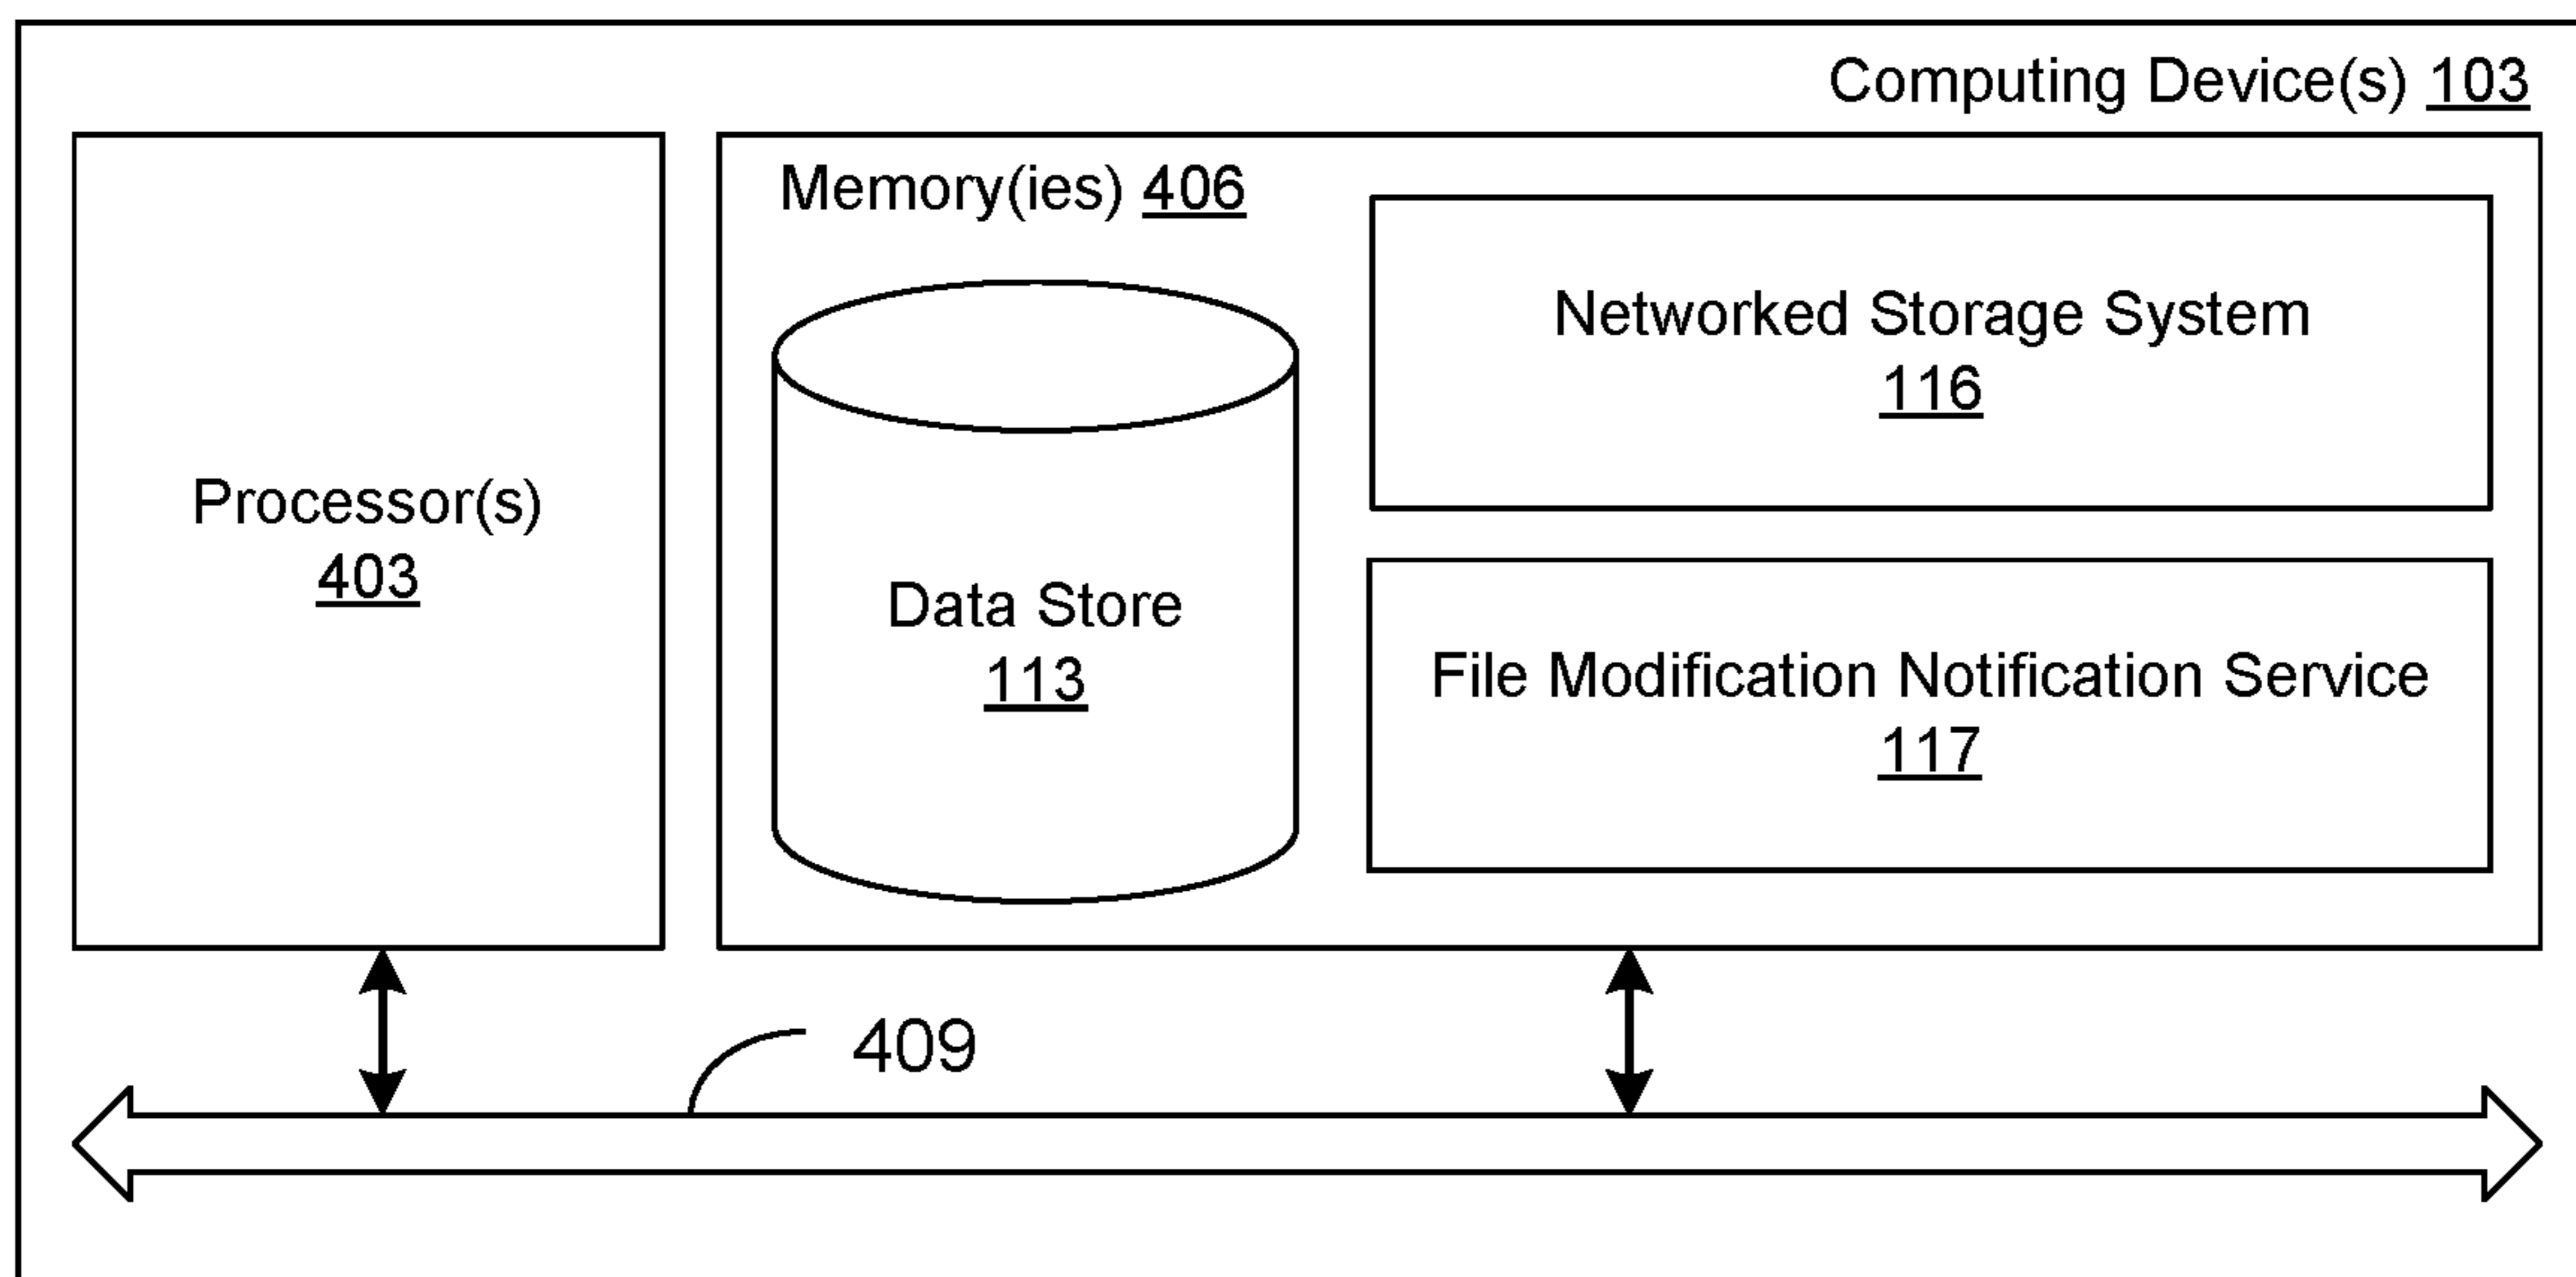 Computing Device(s) 103
Processor(s)
403
Memory(ies) 406
Data Store
113
Networked Storage System
116
File Modification Notification Service
117
409